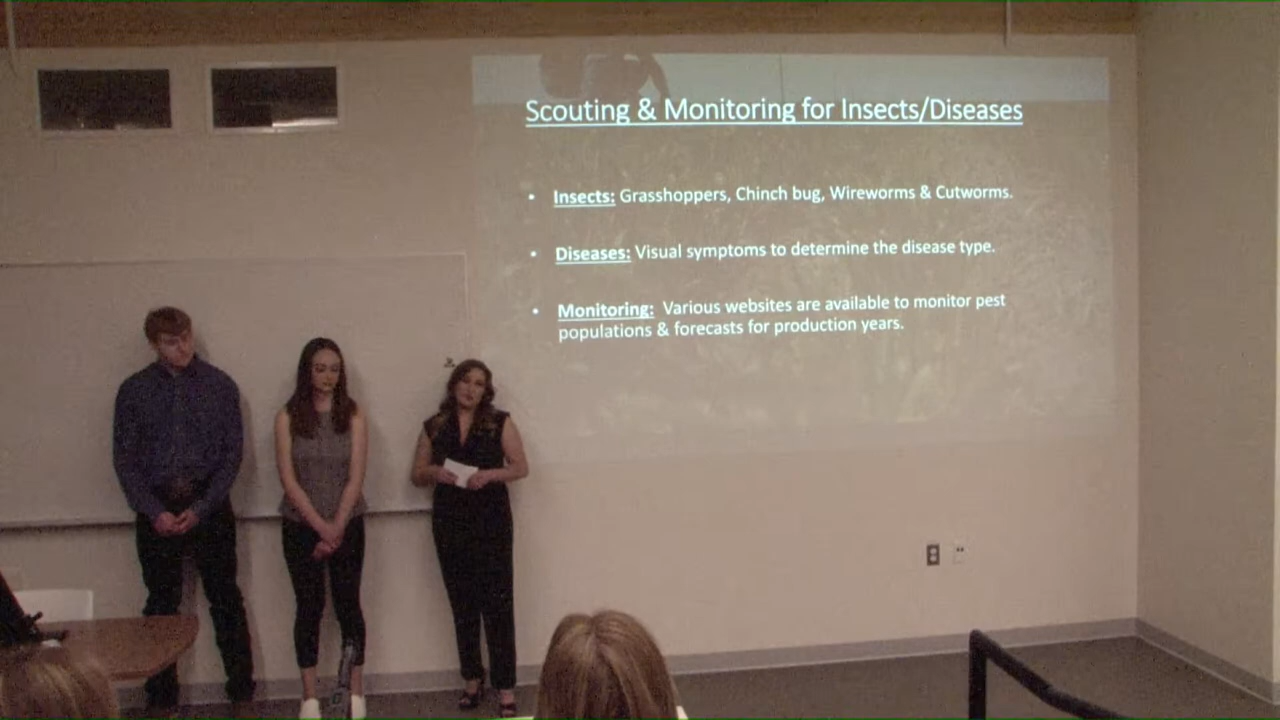 Scouting & Monitoring for Insects/Diseases
• Insects: Grasshoppers, Chinch bug, Wireworms & Cutworms.
• Diseases: Visual symptoms to determine the disease type.
• Monitoring: Various websites are available to monitor pest
populations & forecasts for production years.